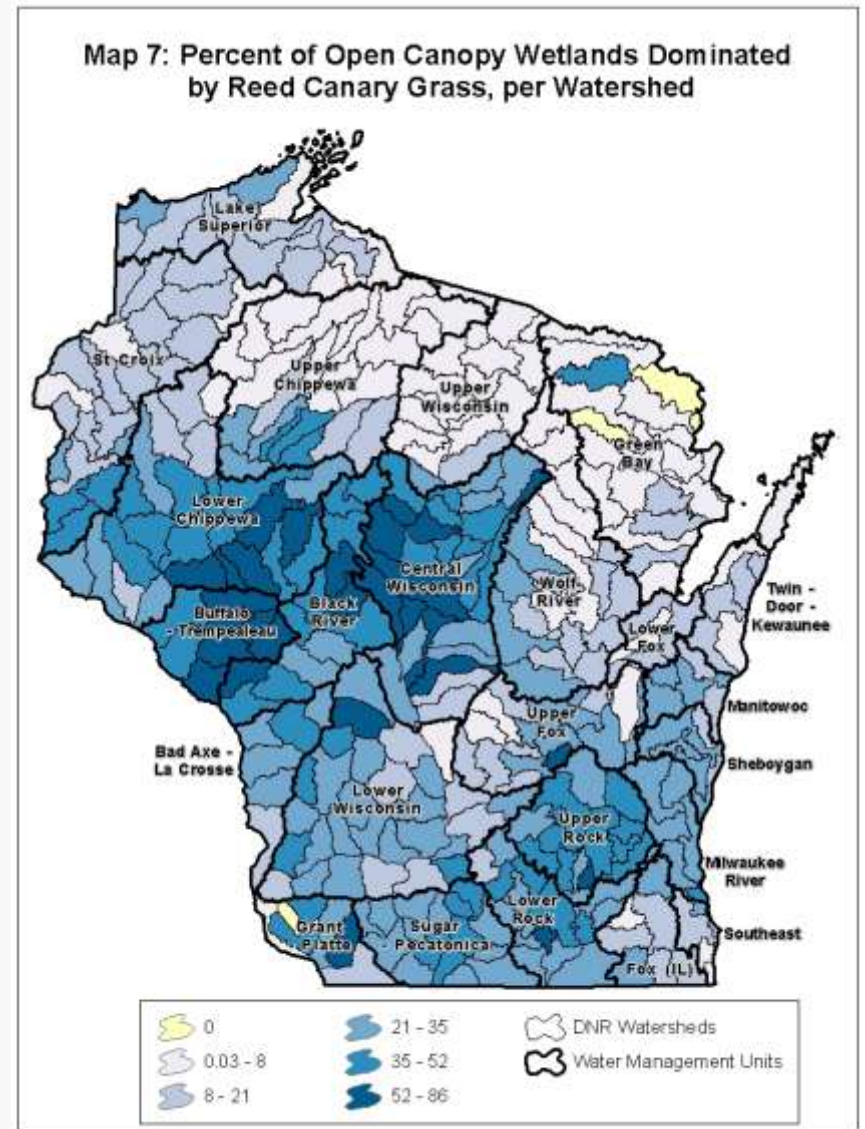 Map 7: Percent of Open Canopy Wetlands Dominated
by Reed Canary Grass, per Watershed
Lake
Superior
St Croix
Upper
Chippewa
Upper
Wisconsin
Green
Bay
Lower
Chippewa
Central
Wisconsin
Wolf
River
Buffalo
- Trempealeau
Black
River
Lower
Fox
Twin -
Door -
Kewaunee
Upper
Fox
Manitowoc
Bad Axe -
La Crosse
Sheboygan
Lower
Wisconsin
Upper
Rock
Milwaukee
River
Lower
Rock
Grant
Platte
Sugar
- Pecatonica
Southeast
Fox (IL)
0
21 - 35
DNR Watersheds
0.03 - 8
35 - 52
Water Management Units
8 - 21
52 - 86